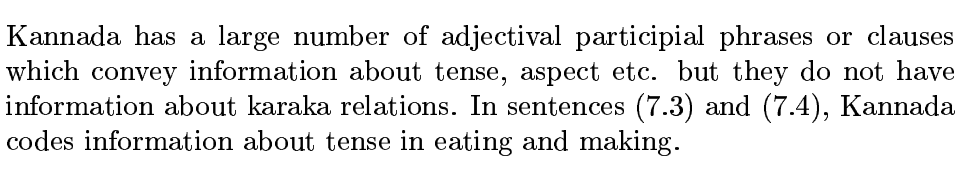 Kannada has a large number of adjectival participial phrases or clauses
which convey information about tense, aspect etc. but they do not have
information about karaka relations. In sentences (7.3) and (7.4), Kannada
codes information about tense in eating and making.